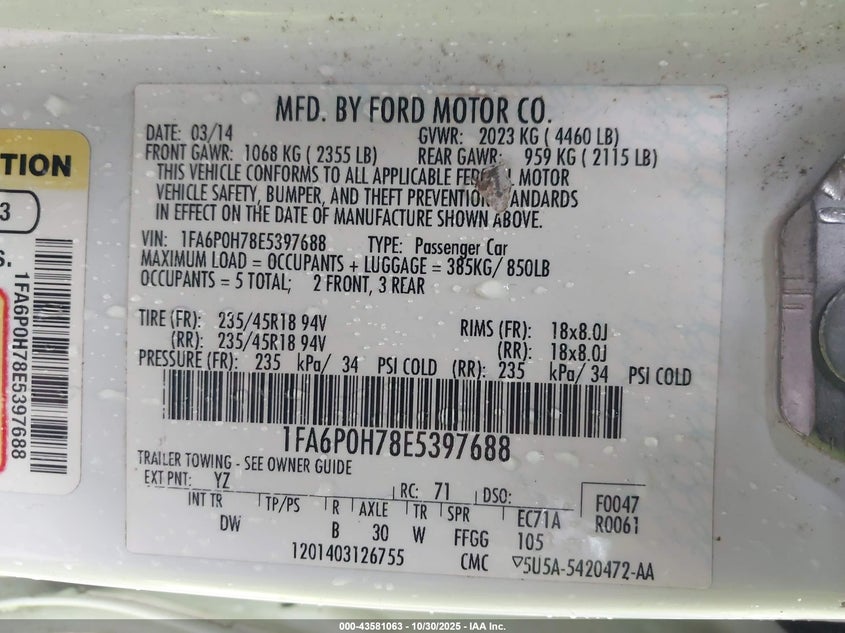 TION
3
S.
1FA6P0H78E5397688
MFD. BY FORD MOTOR CO.
DATE: 03/14 GVWR: 2023 KG ( 4460 LB)
FRONT GAWR: 1068 KG ( 2355 LB) REAR GAWR: 959 KG ( 2115 LB)
THIS VEHICLE CONFORMS TO ALL APPLICABLE MOTOR
VEHICLE SAFETY, BUMPER, AND THEFT PREVENTION
IN EFFECT ON THE DATE OF MANUFACTURE SHOWN ABOVE.
VIN: 1FA6P0H78E5397688 TYPE: Passenger Car
MAXIMUM LOAD = OCCUPANTS + LUGGAGE = 385KG/ 850LB
OCCUPANTS = 5 TOTAL; 2 FRONT, 3 REAR
TIRE (FR): 235/45R18 94V RIMS (FR): 18x8.0J
(RR): 235/45R18 94V (RR): 18x8.0J
PRESSURE (FR): 235 kPa/ 34 PSI COLD (RR): 235 kPa/ 34 PSI COLD
1FA6P0H78E5397688
TRAILER TOWING - SEE OWNER GUIDE
EXT PNT: YZ RC: 71 DSO: F0047
INT TR TP/PS R AXLE TR SPR EC71A R0061
DW B 30 W FFGG 105
1201403126755 CMC ▽5U5A-5420472-AA
000-43581063 - 10/30/2025 - IAA Inc.